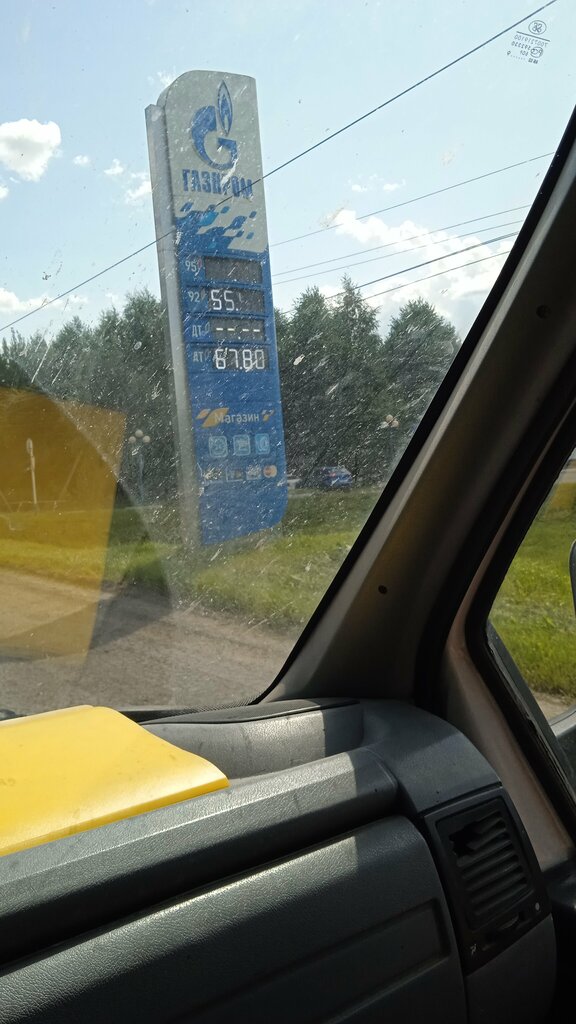 ГАЗПРОМ
95
92 55.
ДТ -- --
ДТ 67.80
Магазин